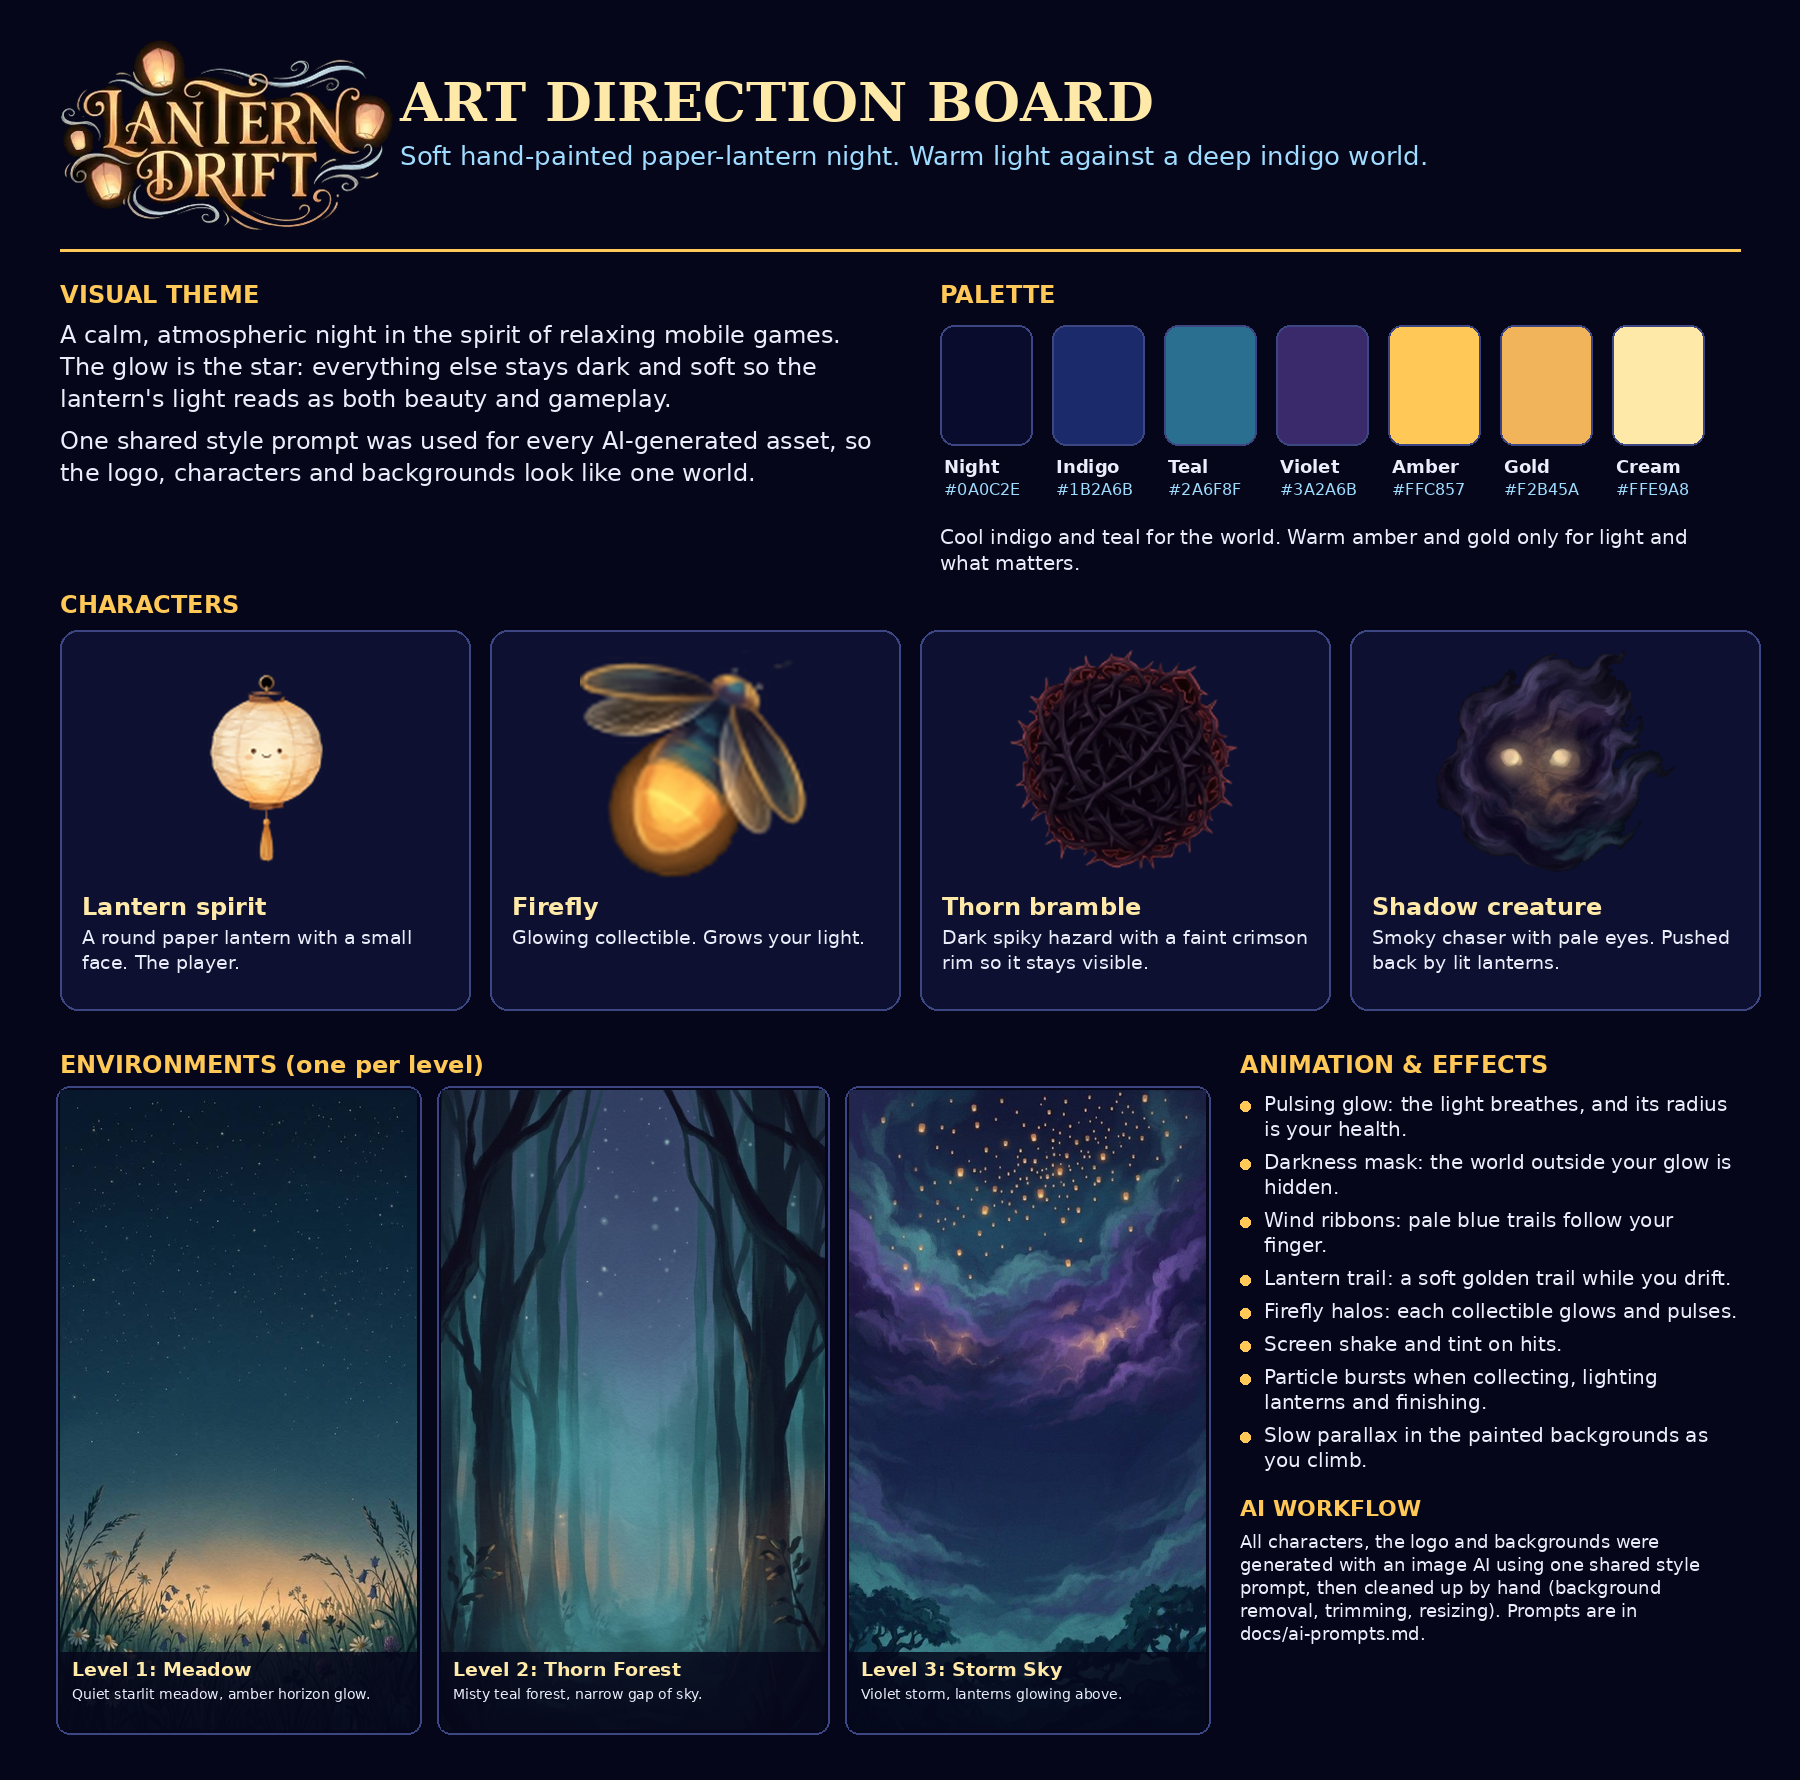 LANTERN
DRIFT
ART DIRECTION BOARD
Soft hand-painted paper-lantern night. Warm light against a deep indigo world.
VISUAL THEME
A calm, atmospheric night in the spirit of relaxing mobile games.
The glow is the star: everything else stays dark and soft so the
lantern's light reads as both beauty and gameplay.
One shared style prompt was used for every AI-generated asset, so
the logo, characters and backgrounds look like one world.
PALETTE
Night
#0A0C2E
Indigo
#1B2A6B
Teal
#2A6F8F
Violet
#3A2A6B
Amber
#FFC857
Gold
#F2B45A
Cream
#FFE9A8
Cool indigo and teal for the world. Warm amber and gold only for light and
what matters.
CHARACTERS
Lantern spirit
A round paper lantern with a small
face. The player.
Firefly
Glowing collectible. Grows your light.
Thorn bramble
Dark spiky hazard with a faint crimson
rim so it stays visible.
Shadow creature
Smoky chaser with pale eyes. Pushed
back by lit lanterns.
ENVIRONMENTS (one per level)
Level 1: Meadow
Quiet starlit meadow, amber horizon glow.
Level 2: Thorn Forest
Misty teal forest, narrow gap of sky.
Level 3: Storm Sky
Violet storm, lanterns glowing above.
ANIMATION & EFFECTS
Pulsing glow: the light breathes, and its radius
is your health.
Darkness mask: the world outside your glow is
hidden.
Wind ribbons: pale blue trails follow your
finger.
Lantern trail: a soft golden trail while you drift.
Firefly halos: each collectible glows and pulses.
Screen shake and tint on hits.
Particle bursts when collecting, lighting
lanterns and finishing.
Slow parallax in the painted backgrounds as
you climb.
AI WORKFLOW
All characters, the logo and backgrounds were
generated with an image AI using one shared style
prompt, then cleaned up by hand (background
removal, trimming, resizing). Prompts are in
docs/ai-prompts.md.